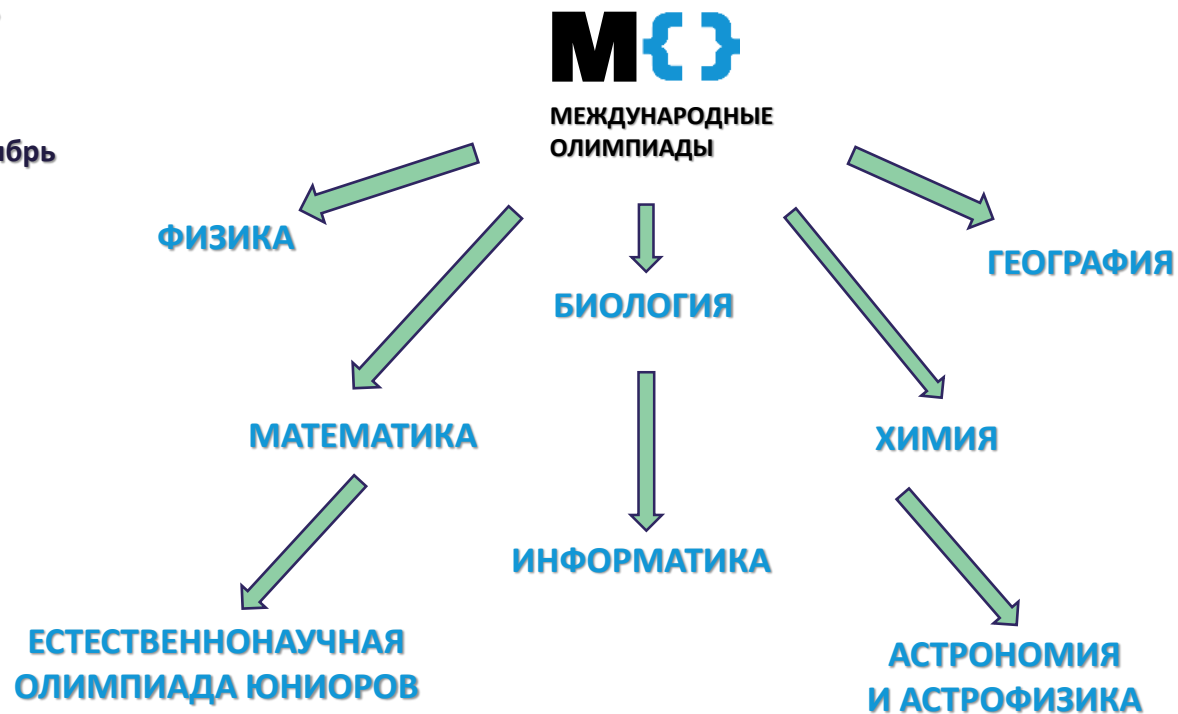 М{}
МЕЖДУНАРОДНЫЕ
ОЛИМПИАДЫ
ФИЗИКА
ГЕОГРАФИЯ
БИОЛОГИЯ
МАТЕМАТИКА
ХИМИЯ
ИНФОРМАТИКА
ЕСТЕСТВЕННОНАУЧНАЯ
ОЛИМПИАДА ЮНИОРОВ
АСТРОНОМИЯ
И АСТРОФИЗИКА